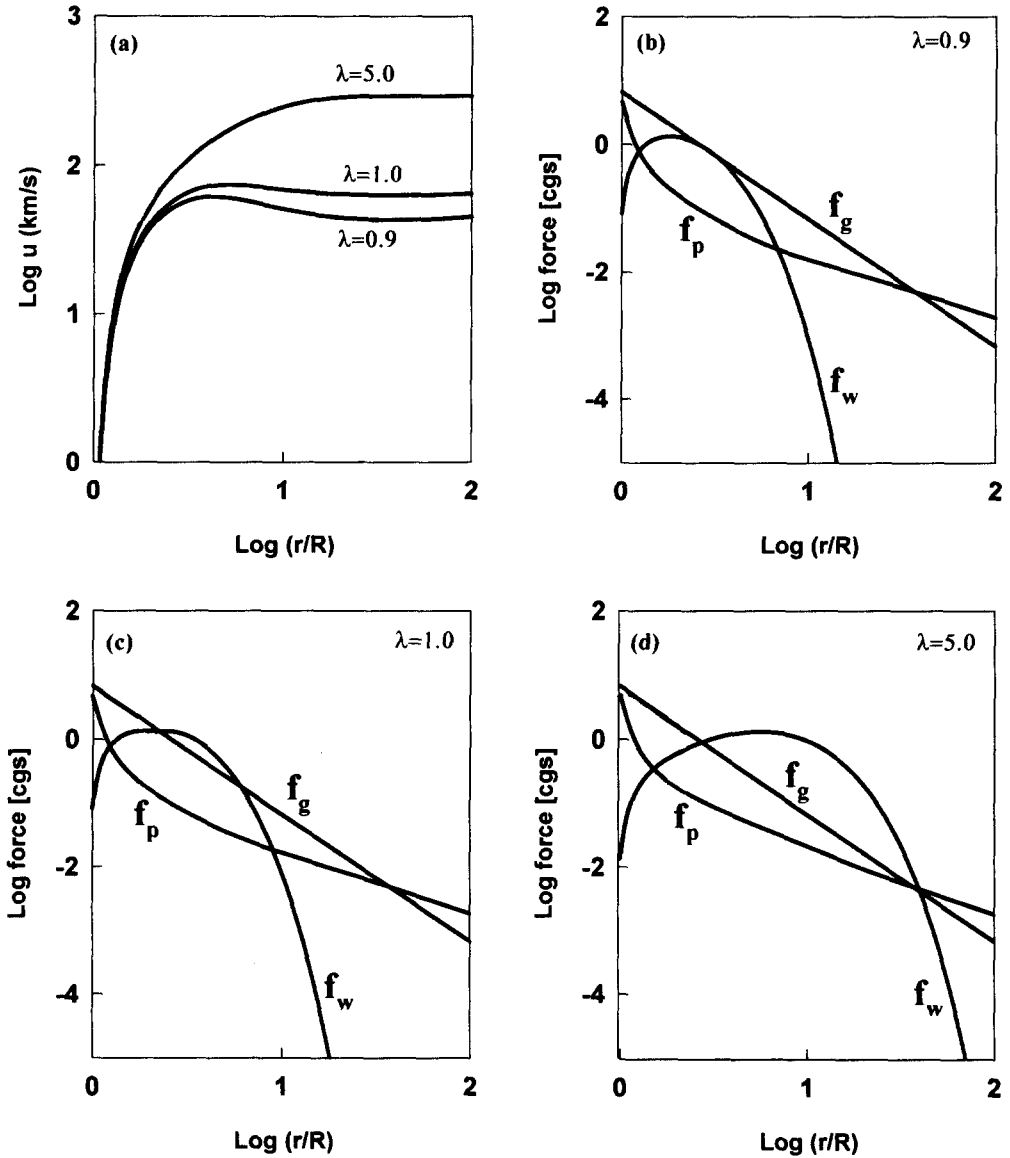 (a)
λ=5.0
λ=1.0
λ=0.9
3
2
1
0
Log u (km/s)
0
1
2
Log (r/R)
(b)
λ=0.9
f_g
f_p
f_w
2
0
-2
-4
Log force [cgs]
0
1
2
Log (r/R)
(c)
λ=1.0
f_g
f_p
f_w
2
0
-2
-4
Log force [cgs]
0
1
2
Log (r/R)
(d)
λ=5.0
f_g
f_p
f_w
2
0
-2
-4
Log force [cgs]
0
1
2
Log (r/R)